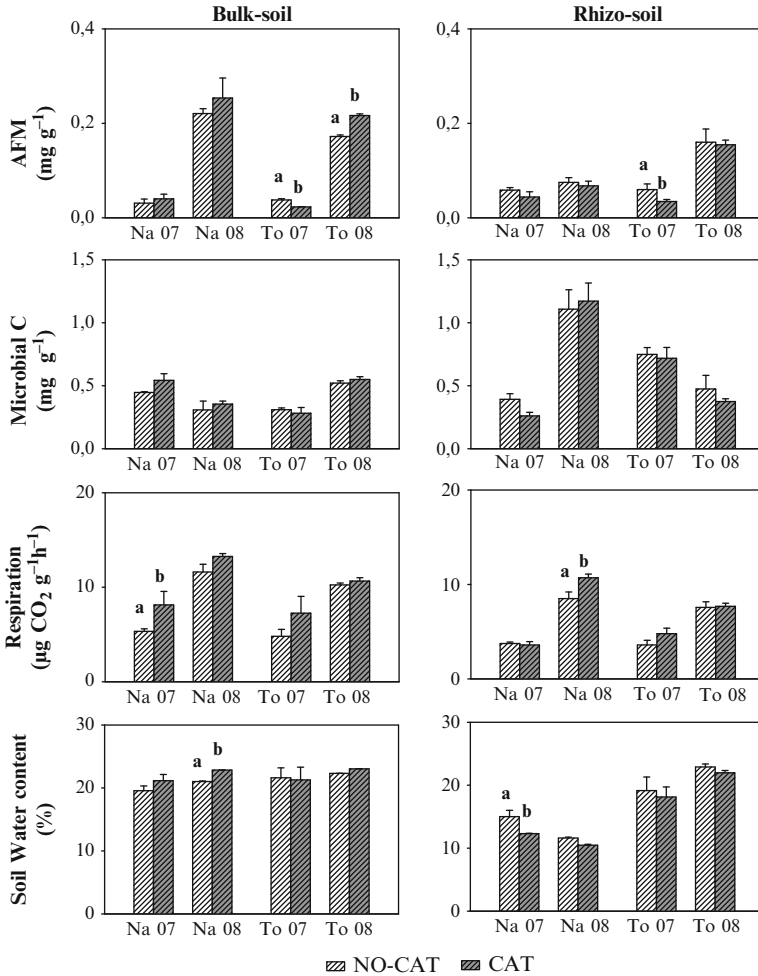 Bulk-soil
AFM
(mg g⁻¹)
0,4
0,2
0,0
a
b
a
b
Na 07 Na 08 To 07 To 08
Rhizo-soil
0,4
0,2
0,0
a
b
Na 07 Na 08 To 07 To 08
Microbial C
(mg g⁻¹)
1,5
1,0
0,5
0,0
Na 07 Na 08 To 07 To 08
1,5
1,0
0,5
0,0
Na 07 Na 08 To 07 To 08
Respiration
(µg CO₂ g⁻¹h⁻¹)
20
10
0
a
b
Na 07 Na 08 To 07 To 08
20
10
0
a
b
Na 07 Na 08 To 07 To 08
Soil Water content
(%)
30
20
10
0
a
b
Na 07 Na 08 To 07 To 08
30
20
10
0
a
b
Na 07 Na 08 To 07 To 08
NO-CAT CAT